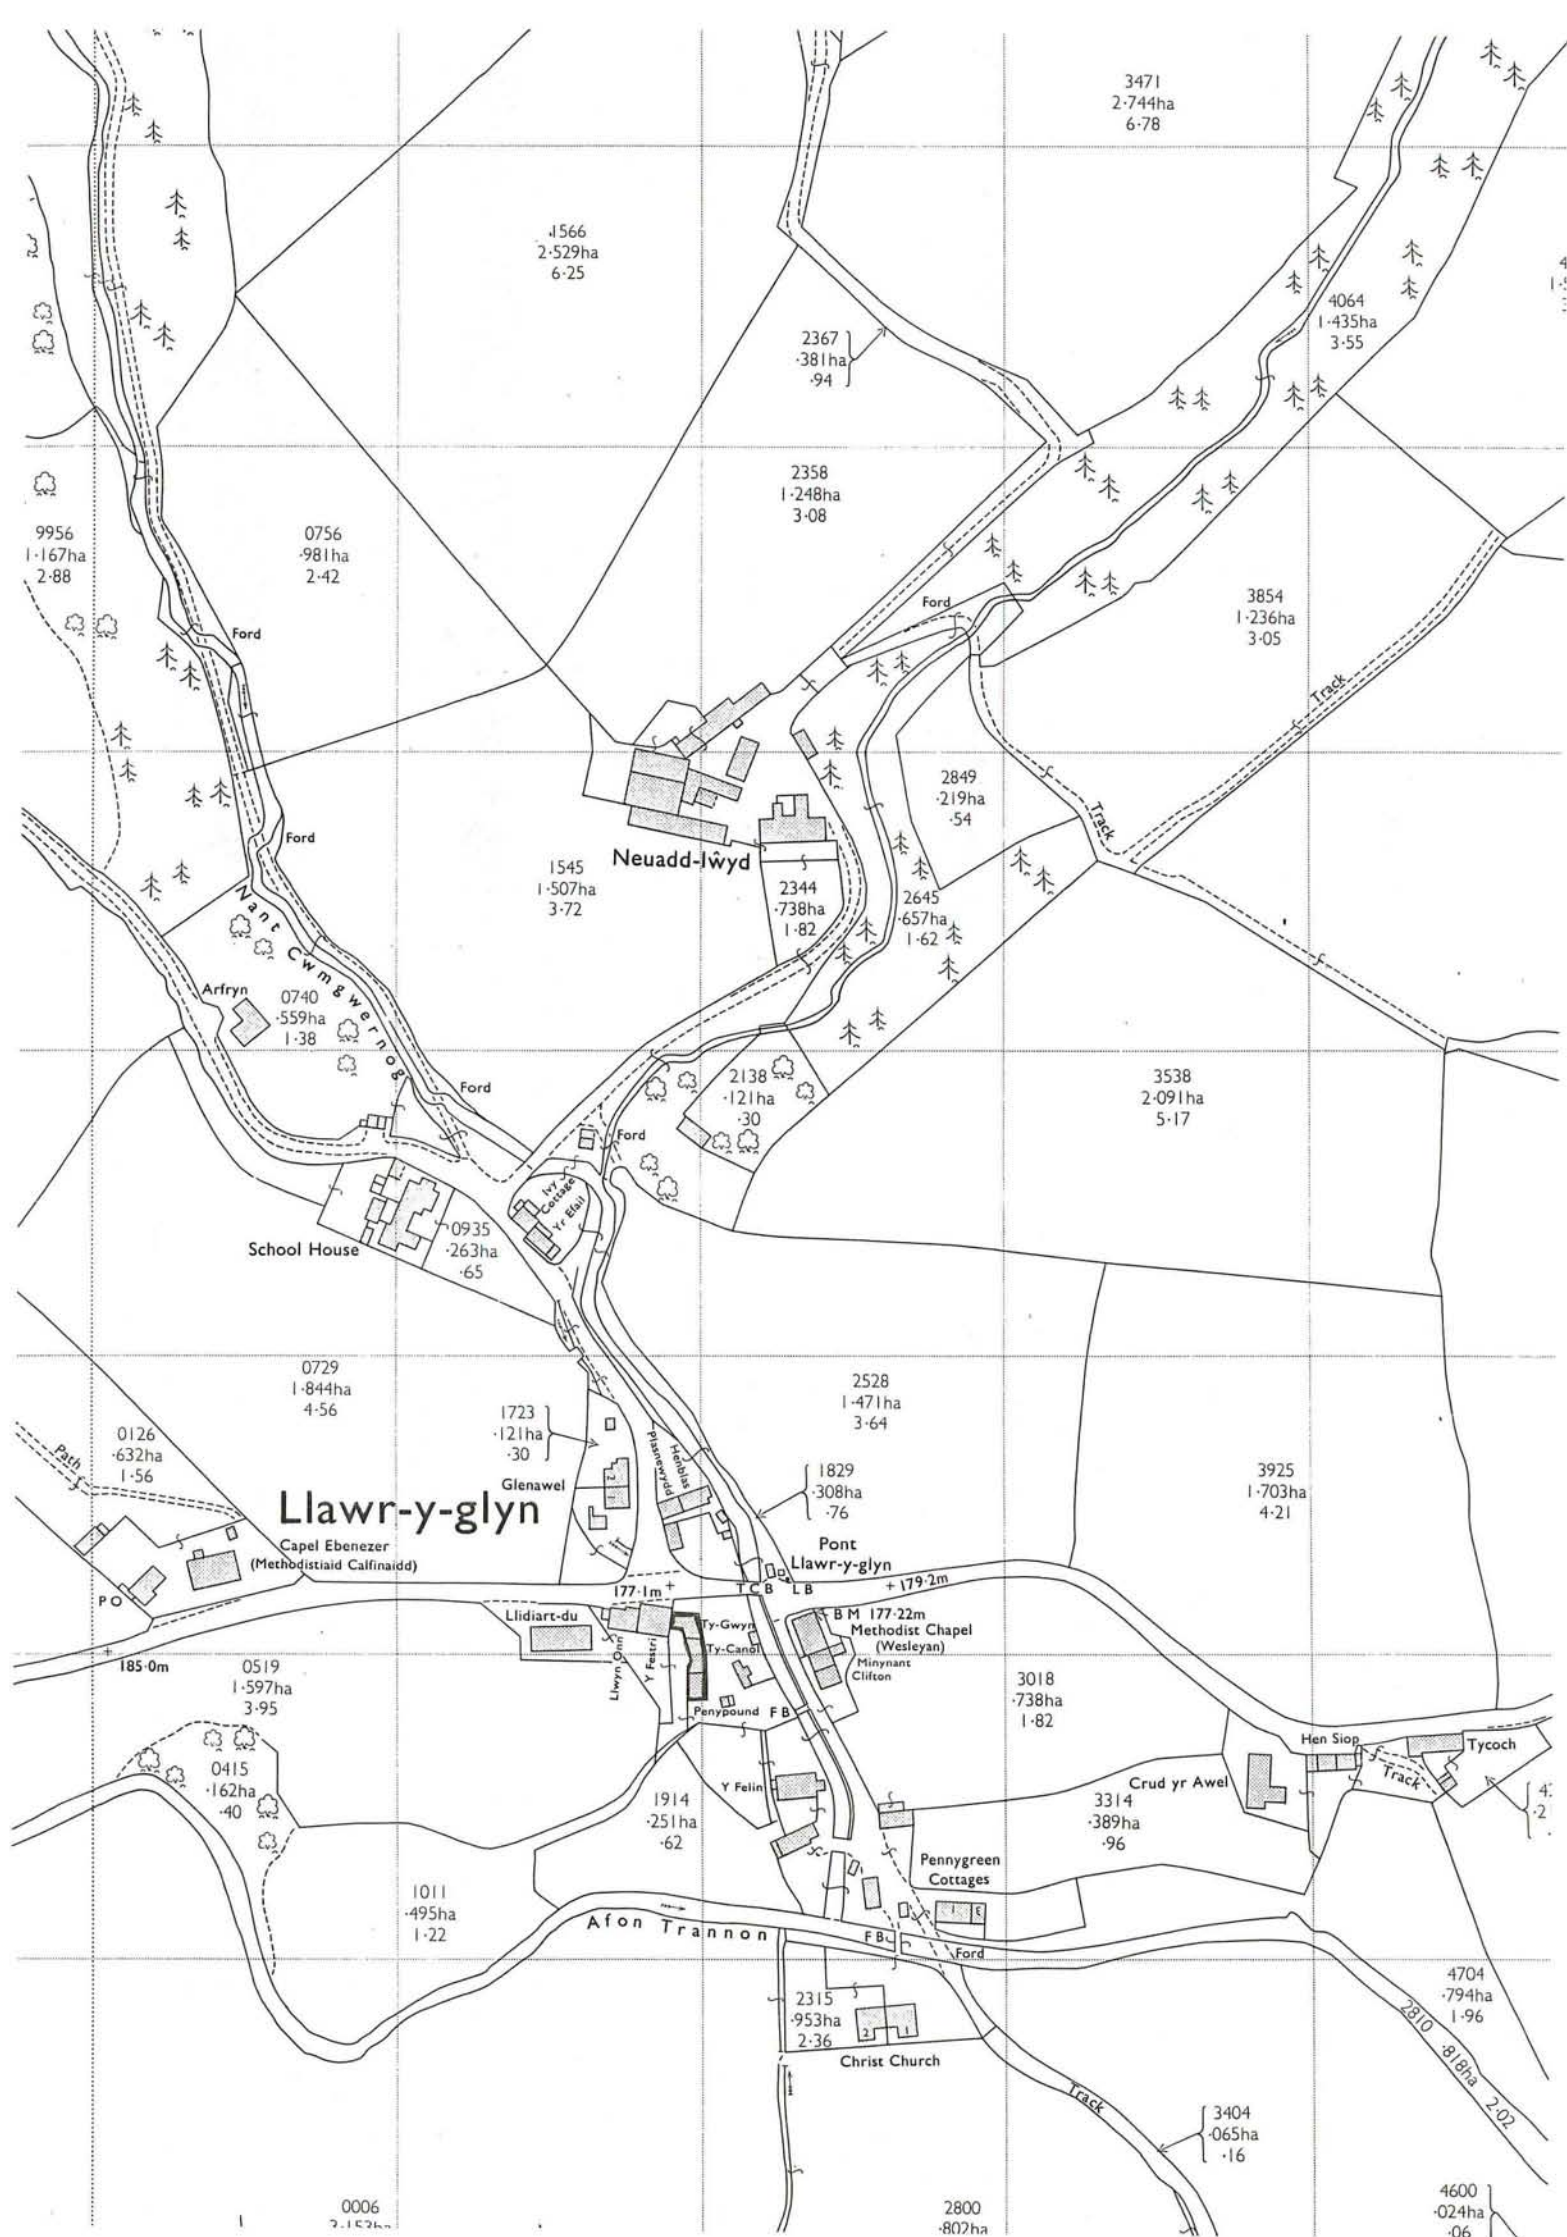 3471
2·744ha
6·78
1566
2·529ha
6·25
4064
1·435ha
3·55
2367
·381ha
·94
2358
1·248ha
3·08
9956
1·167ha
2·88
0756
·981ha
2·42
3854
1·236ha
3·05
Ford
Ford
Track
2849
·219ha
·54
Track
Ford
Neuadd-lŵyd
1545
1·507ha
3·72
2344
·738ha
1·82
2645
·657ha
1·62
Nant Cwmgwernog
Arfryn
0740
·559ha
1·38
Ford
2138
·121ha
·30
3538
2·091ha
5·17
Ford
Ivy
Cottage
Yr Efail
School House
0935
·263ha
·65
0729
1·844ha
4·56
2528
1·471ha
3·64
0126
·632ha
1·56
Path
1723
·121ha
·30
Glenawel
2
1
Plasnewydd
Henblas
1829
·308ha
·76
3925
1·703ha
4·21
Llawr-y-glyn
Capel Ebenezer
(Methodistiaid Calfinaidd)
Pont
Llawr-y-glyn
P O
177·1m +
T C B
L B
+ 179·2m
Llidiart-du
Llwyn Onn
Y Festri
Ty-Gwyn
Ty-Canol
B M 177·22m
Methodist Chapel
(Wesleyan)
Minynant
Clifton
+
185·0m
0519
1·597ha
3·95
3018
·738ha
1·82
Penypound
F B
Hen Siop
Tycoch
Track
0415
·162ha
·40
Y Felin
1914
·251ha
·62
Crud yr Awel
3314
·389ha
·96
Pennygreen
Cottages
1
3
1011
·495ha
1·22
Afon Trannon
F B
Ford
2315
·953ha
2·36
2
1
Christ Church
4704
·794ha
1·96
2810 ·818ha 2·02
Track
3404
·065ha
·16
0006
2800
·802ha
4600
·024ha
·06